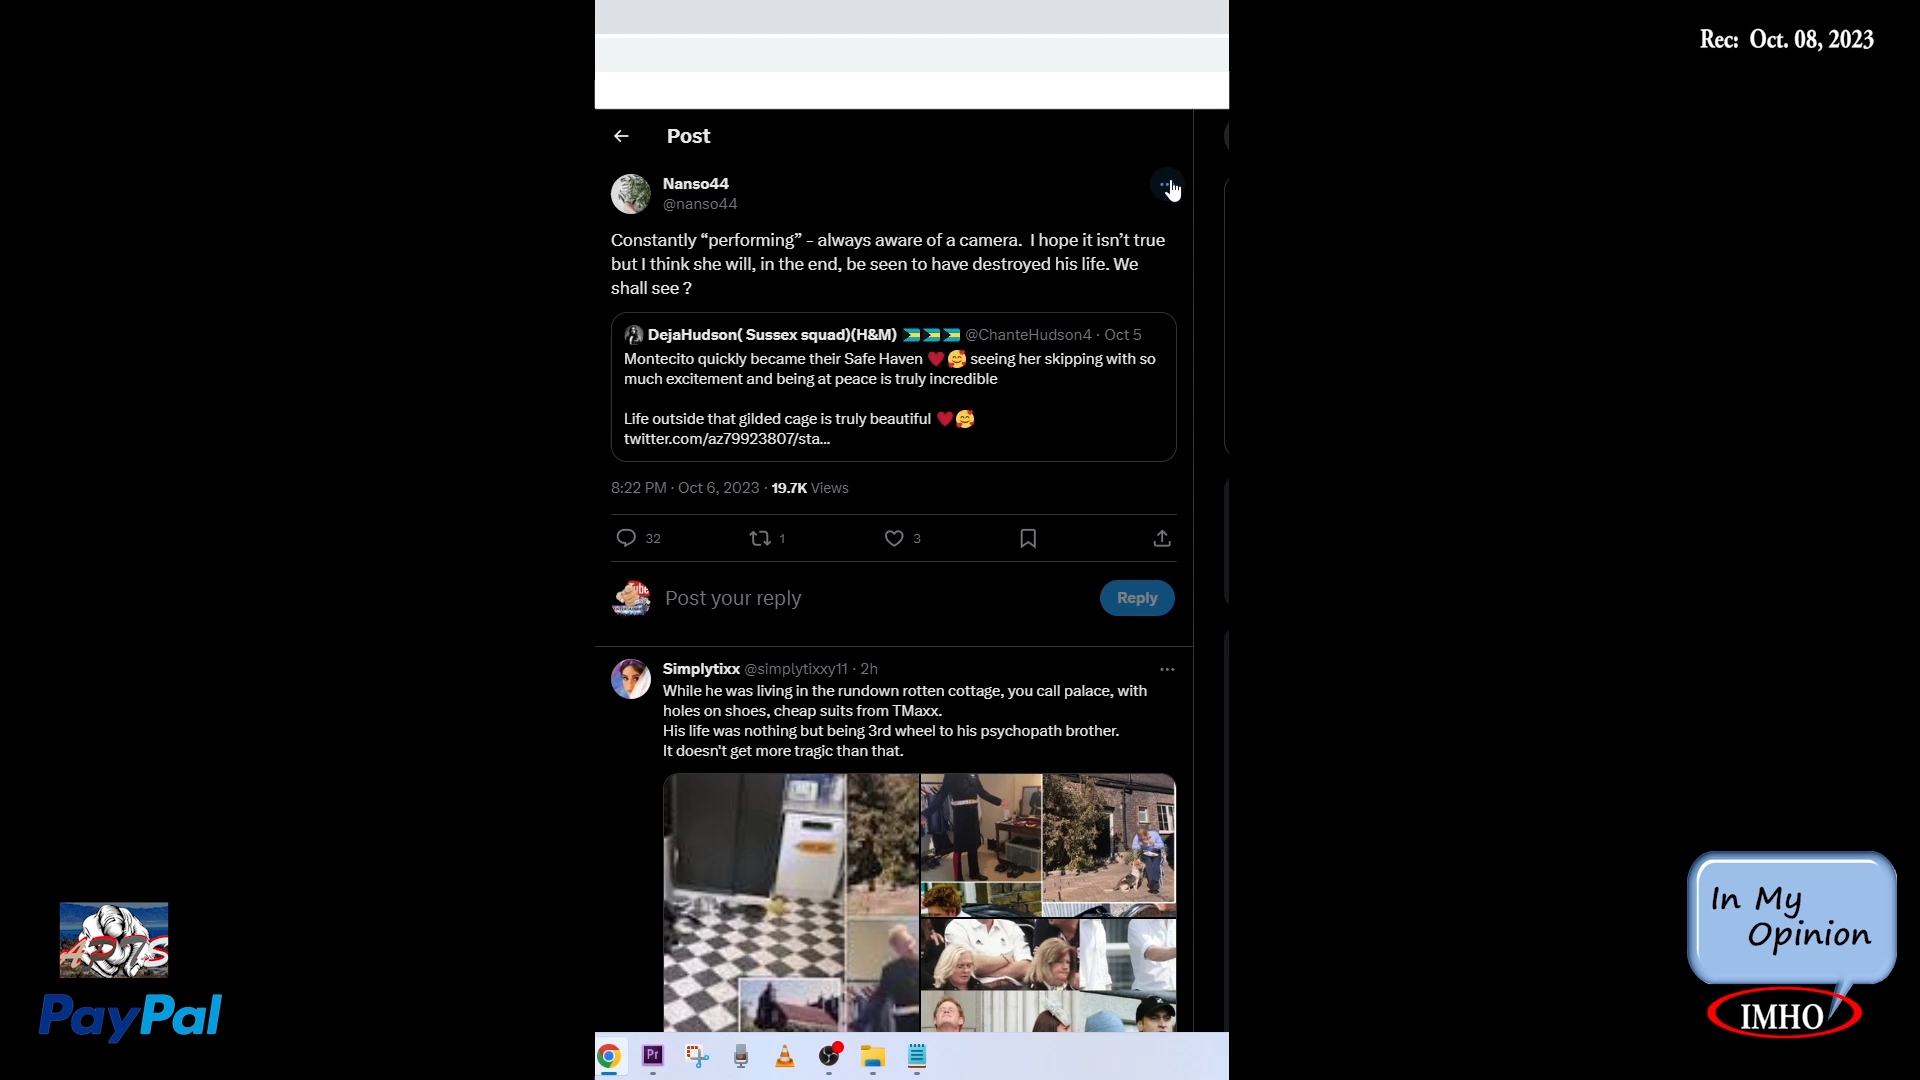 Rec: Oct. 08, 2023
Post
Nanso44
@nanso44
Constantly “performing” - always aware of a camera. I hope it isn’t true
but I think she will, in the end, be seen to have destroyed his life. We
shall see ?
DejaHudson( Sussex squad)(H&M) 🇧🇸🇧🇸🇧🇸 @ChanteHudson4 · Oct 5
Montecito quickly became their Safe Haven ♥️🥰 seeing her skipping with so
much excitement and being at peace is truly incredible
Life outside that gilded cage is truly beautiful ♥️🥰
twitter.com/az79923807/sta...
8:22 PM · Oct 6, 2023 · 19.7K Views
32 1 3
Post your reply
Reply
Simplytixx @simplytixxy11 · 2h
While he was living in the rundown rotten cottage, you call palace, with
holes on shoes, cheap suits from TMaxx.
His life was nothing but being 3rd wheel to his psychopath brother.
It doesn't get more tragic than that.
PayPal
In My
Opinion
IMHO
Pr